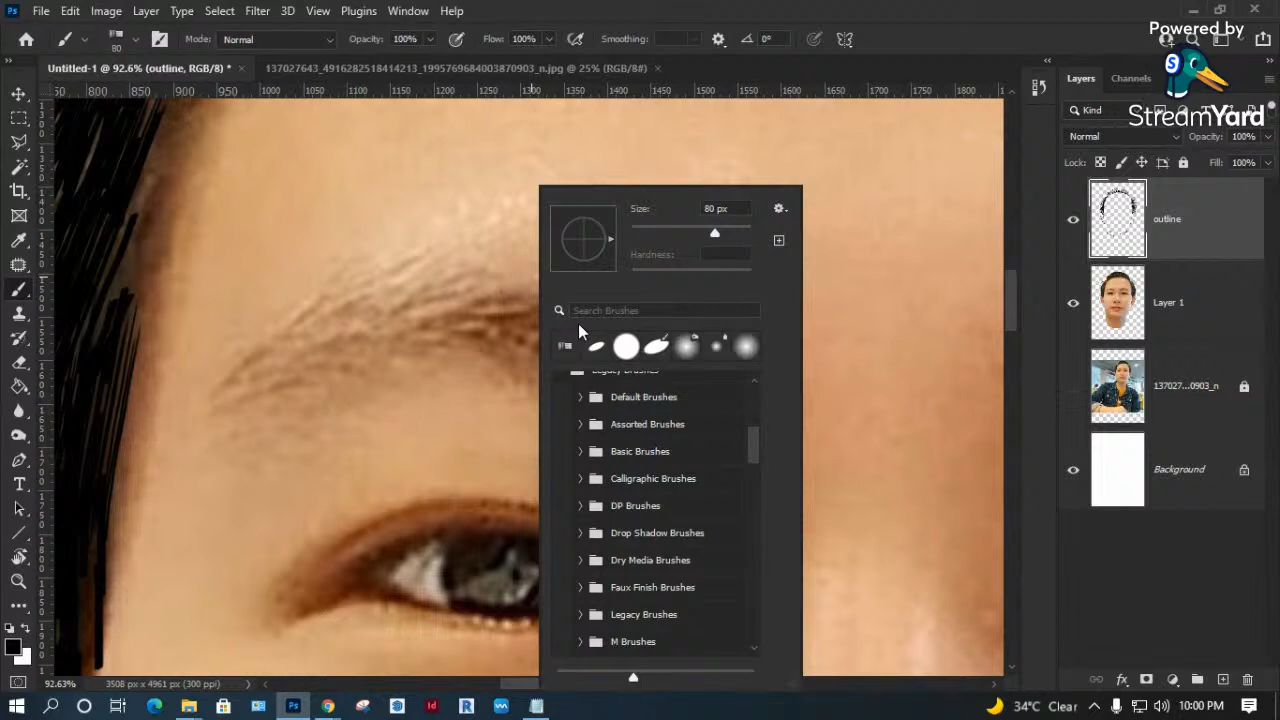 Ps File Edit Image Layer Type Select Filter 3D View Plugins Window Help
Powered by
StreamYard
80
Mode: Normal Opacity: 100% Flow: 100% Smoothing: 0°
Untitled-1 @ 92.6% (outline, RGB/8) *
800 850 900 950 1000 1050 1100 1150 1200 1250 1300 1350 1400 1450 1500 1550 1600 1650 1700 1750 1800 1850 1900 1950
Layers Channels
Kind
Normal Opacity: 100%
Lock: Fill: 100%
outline
Layer 1
137027...0903_n
Background
Size: 80 px
Hardness:
Search Brushes
Legacy Brushes
Default Brushes
Assorted Brushes
Basic Brushes
Calligraphic Brushes
DP Brushes
Drop Shadow Brushes
Dry Media Brushes
Faux Finish Brushes
Legacy Brushes
M Brushes
92.63% 3508 px x 4961 px (300 ppi)
34°C Clear 10:00 PM